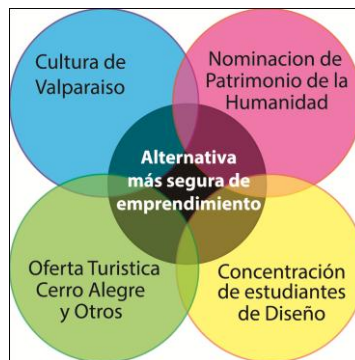 Cultura de
Valparaiso
Nominacion de
Patrimonio de la
Humanidad
Alternativa
más segura de
emprendimiento
Oferta Turistica
Cerro Alegre
y Otros
Concentración
de estudiantes
de Diseño